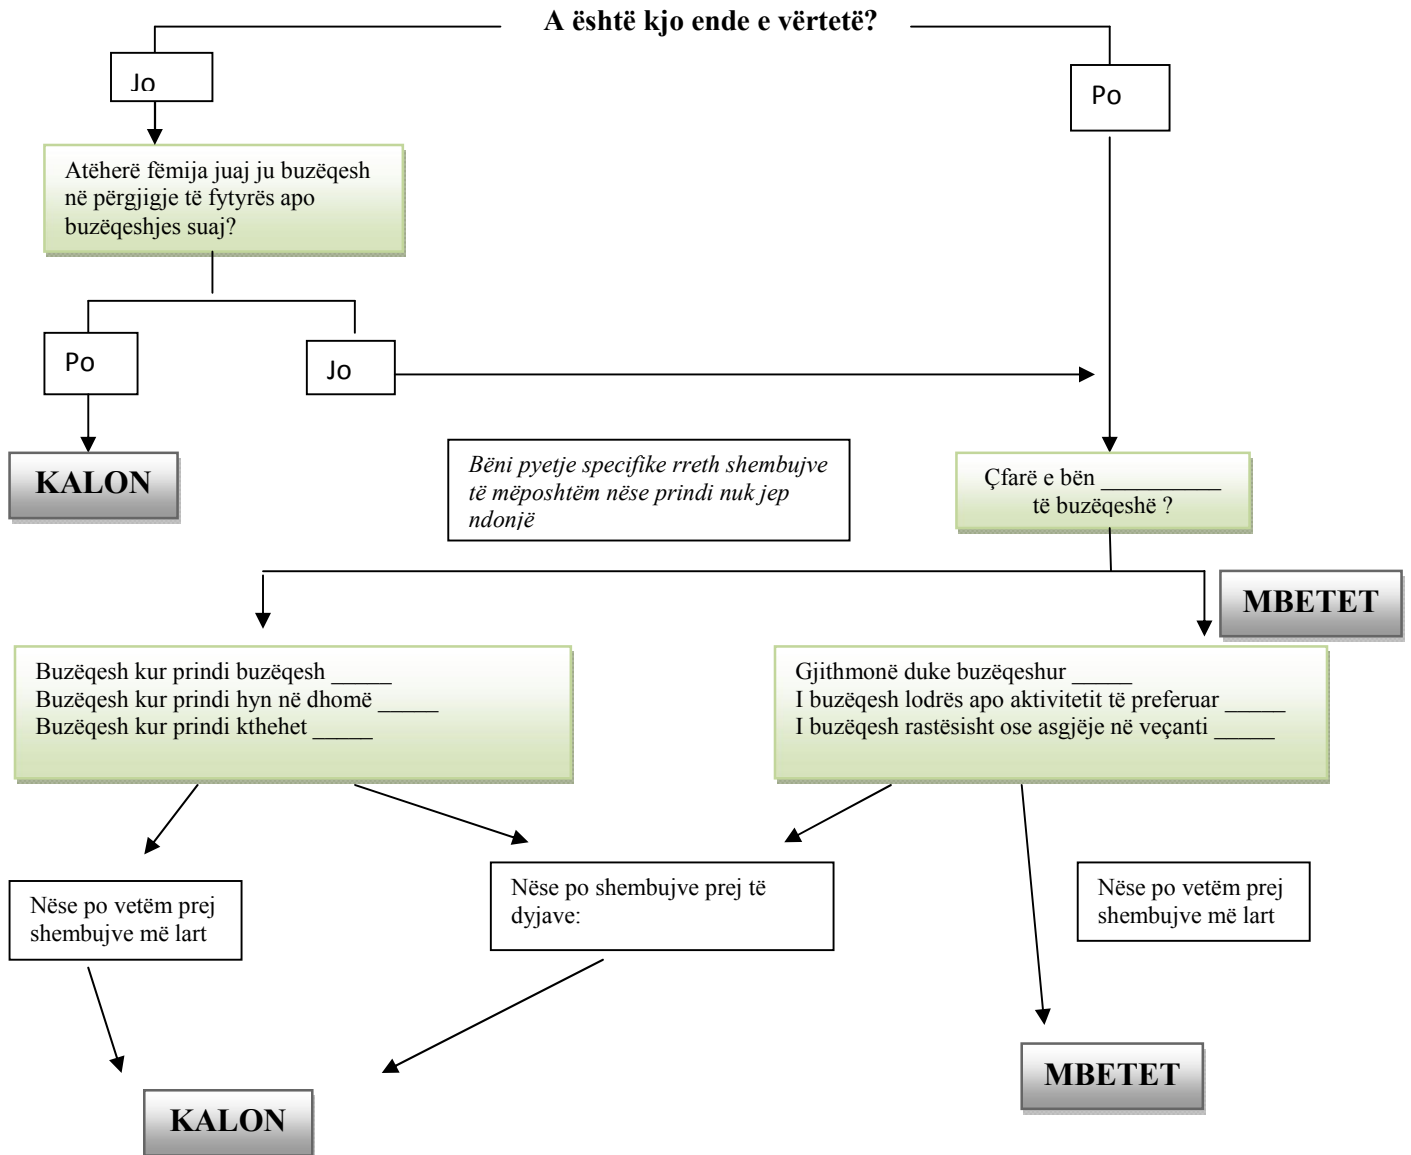 A është kjo ende e vërtetë?
Jo
Po
Atëherë fëmija juaj ju buzëqesh
në përgjigje të fytyrës apo
buzëqeshjes suaj?
Po
Jo
KALON
Bëni pyetje specifike rreth shembujve
të mëposhtëm nëse prindi nuk jep
ndonjë
Çfarë e bën __________
të buzëqeshë ?
MBETET
Buzëqesh kur prindi buzëqesh _____
Buzëqesh kur prindi hyn në dhomë _____
Buzëqesh kur prindi kthehet _____
Gjithmonë duke buzëqeshur _____
I buzëqesh lodrës apo aktivitetit të preferuar _____
I buzëqesh rastësisht ose asgjëje në veçanti _____
Nëse po vetëm prej
shembujve më lart
Nëse po shembujve prej të
dyjave:
Nëse po vetëm prej
shembujve më lart
MBETET
KALON